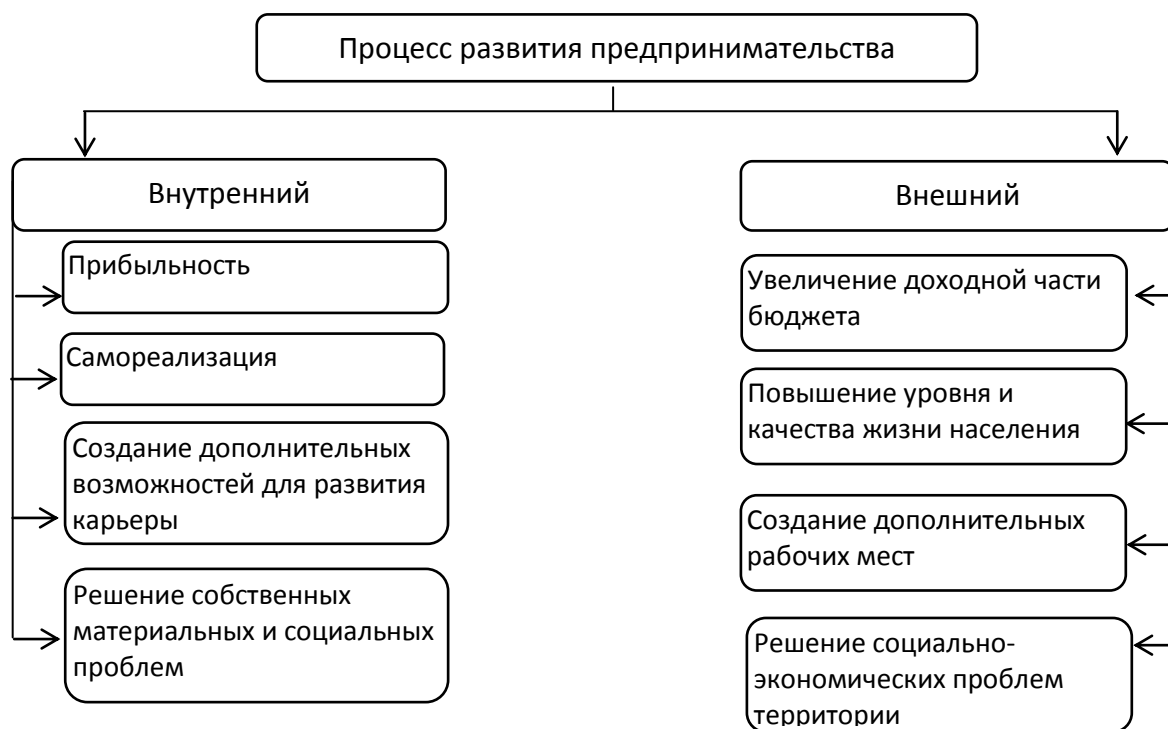 Процесс развития предпринимательства
Внутренний
Прибыльность
Самореализация
Создание дополнительных
возможностей для развития
карьеры
Решение собственных
материальных и социальных
проблем
Внешний
Увеличение доходной части
бюджета
Повышение уровня и
качества жизни населения
Создание дополнительных
рабочих мест
Решение социально-
экономических проблем
территории